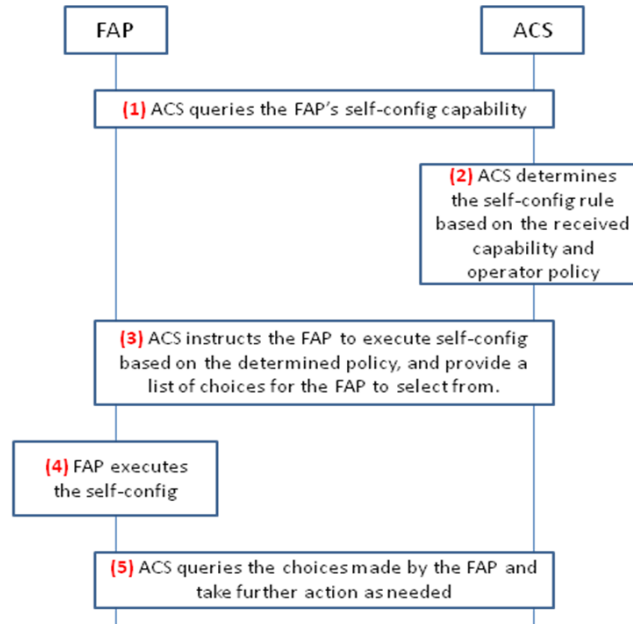 FAP
ACS
(1) ACS queries the FAP's self-config capability
(2) ACS determines
the self-config rule
based on the received
capability and
operator policy
(3) ACS instructs the FAP to execute self-config
based on the determined policy, and provide a
list of choices for the FAP to select from.
(4) FAP executes
the self-config
(5) ACS queries the choices made by the FAP and
take further action as needed